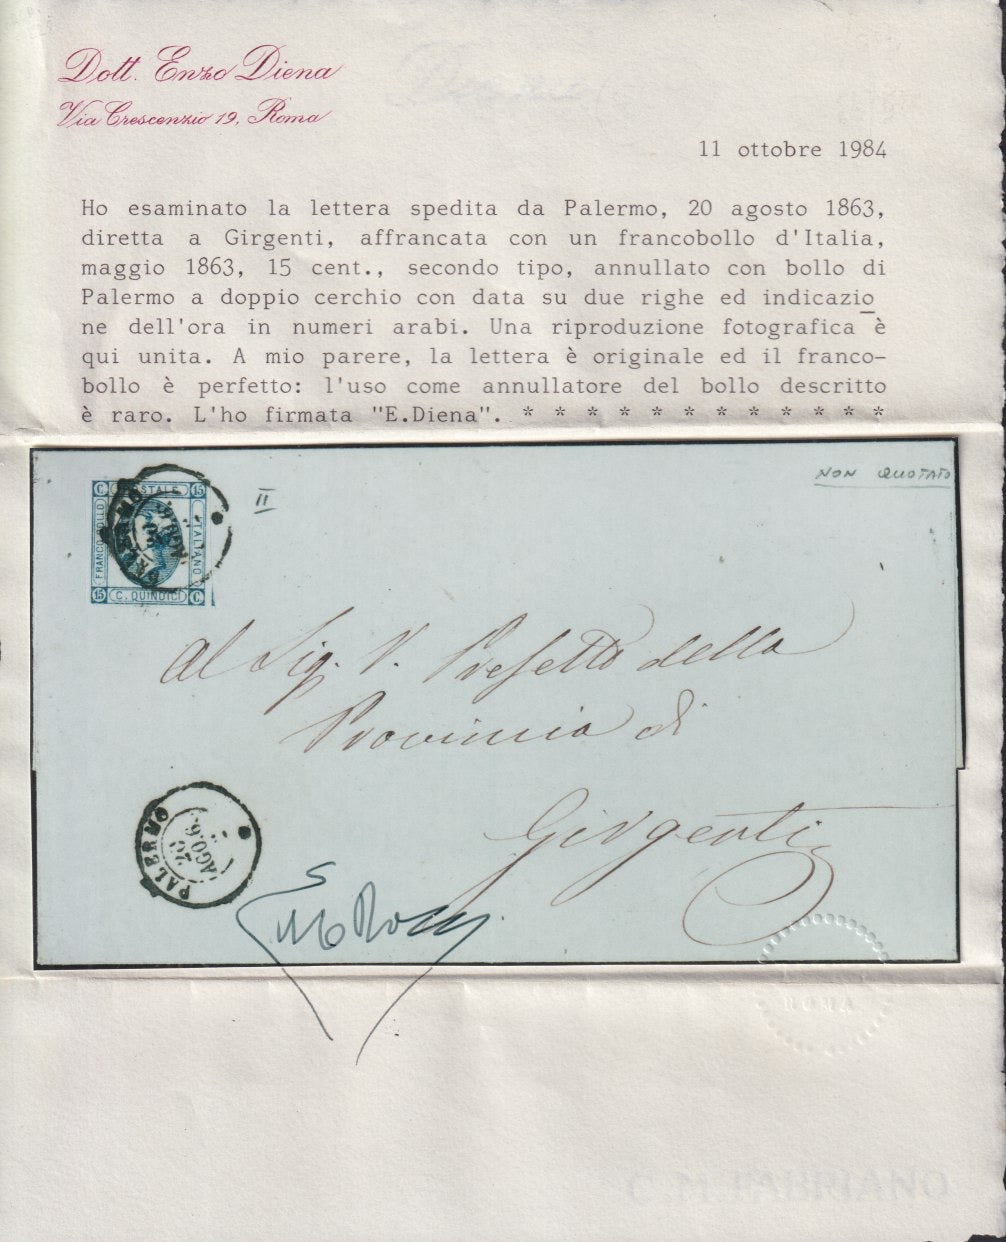 Dott. Enzo Diena
Via Crescenzio 19, Roma
11 ottobre 1984
Ho esaminato la lettera spedita da Palermo, 20 agosto 1863,
diretta a Girgenti, affrancata con un francobollo d'Italia,
maggio 1863, 15 cent., secondo tipo, annullato con bollo di
Palermo a doppio cerchio con data su due righe ed indicazio
ne dell'ora in numeri arabi. Una riproduzione fotografica è
qui unita. A mio parere, la lettera è originale ed il franco-
bollo è perfetto: l'uso come annullatore del bollo descritto
è raro. L'ho firmata "E.Diena". * * * * * * * * * * * *
NON QUOTATO
II
C POSTALE 15
FRANCO BOLLO
ITALIANO
15 C. QUINDICI C
PALERMO
Al Sig. V. Prefetto della
Provincia di
Girgenti
PALERMO
20
AGO.6
ROMA
C.M.FABRIANO